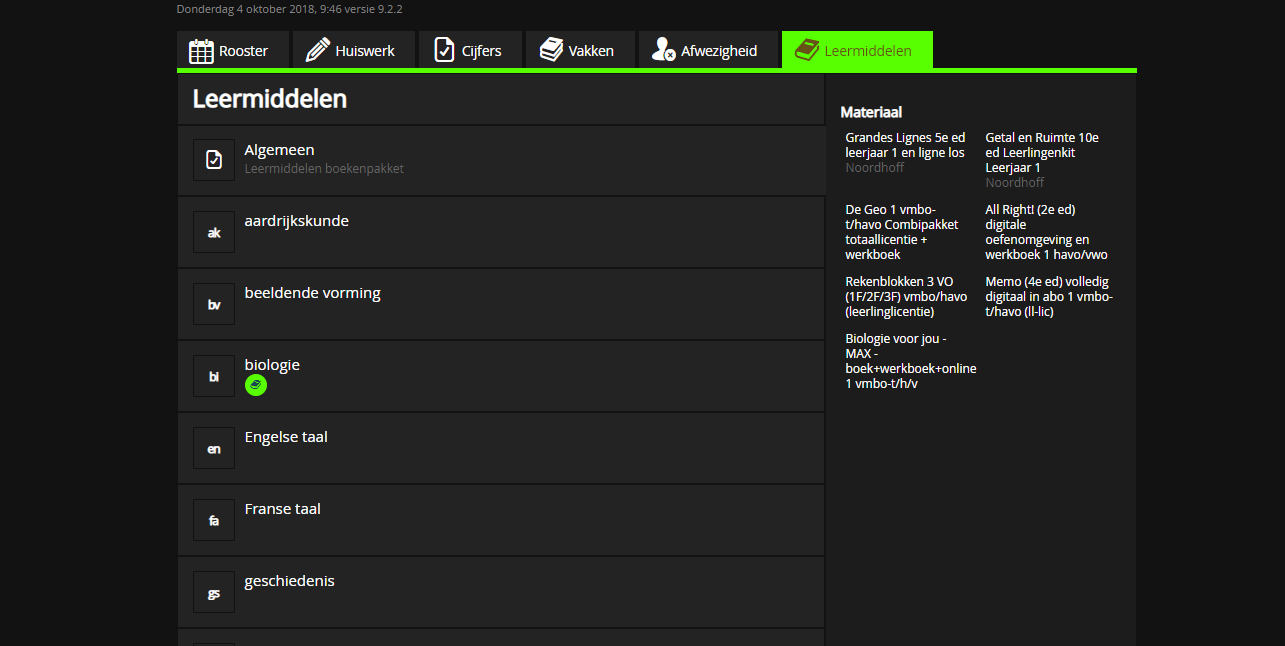 Donderdag 4 oktober 2018, 9:46 versie 9.2.2
Rooster
Huiswerk
Cijfers
Vakken
Afwezigheid
Leermiddelen
Leermiddelen
Algemeen
Leermiddelen boekenpakket
ak
aardrijkskunde
bv
beeldende vorming
bi
biologie
en
Engelse taal
fa
Franse taal
gs
geschiedenis
Materiaal
Grandes Lignes 5e ed
leerjaar 1 en ligne los
Noordhoff
Getal en Ruimte 10e
ed Leerlingenkit
Leerjaar 1
Noordhoff
De Geo 1 vmbo-
t/havo Combipakket
totaallicentie +
werkboek
All Right! (2e ed)
digitale
oefenomgeving en
werkboek 1 havo/vwo
Rekenblokken 3 VO
(1F/2F/3F) vmbo/havo
(leerlinglicentie)
Memo (4e ed) volledig
digitaal in abo 1 vmbo-
t/havo (ll-lic)
Biologie voor jou -
MAX -
boek+werkboek+online
1 vmbo-t/h/v